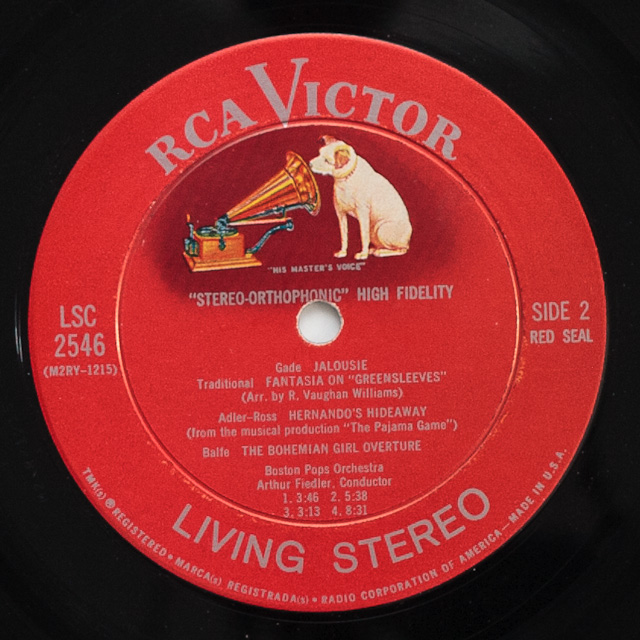 RCA VICTOR
"HIS MASTER'S VOICE"
"STEREO-ORTHOPHONIC" HIGH FIDELITY
LSC
2546
(M2RY-1215)
SIDE 2
RED SEAL
Gade JALOUSIE
Traditional FANTASIA ON "GREENSLEEVES"
(Arr. by R. Vaughan Williams)
Adler-Ross HERNANDO'S HIDEAWAY
(from the musical production "The Pajama Game")
Balfe THE BOHEMIAN GIRL OVERTURE
Boston Pops Orchestra
Arthur Fiedler, Conductor
1. 3:46 2. 5:38
3. 3:13 4. 8:31
LIVING STEREO
TMK(s) ® REGISTERED • MARCA(s) REGISTRADA(s) • RADIO CORPORATION OF AMERICA—MADE IN U.S.A.